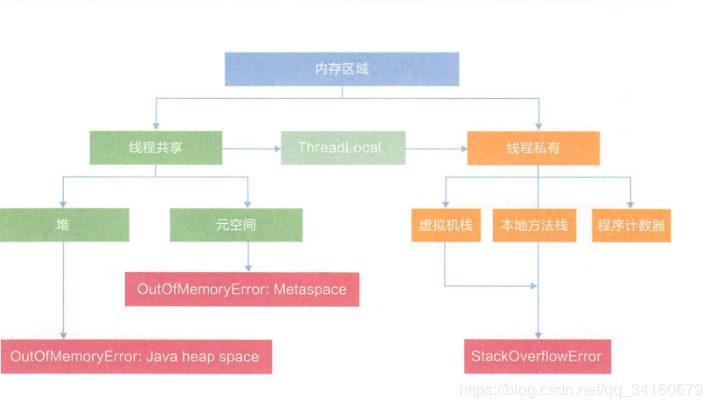 内存区域
线程共享
ThreadLocal
线程私有
堆
元空间
虚拟机栈
本地方法栈
程序计数器
OutOfMemoryError: Metaspace
OutOfMemoryError: Java heap space
StackOverflowError
https://blog.csdn.net/qq_34160679